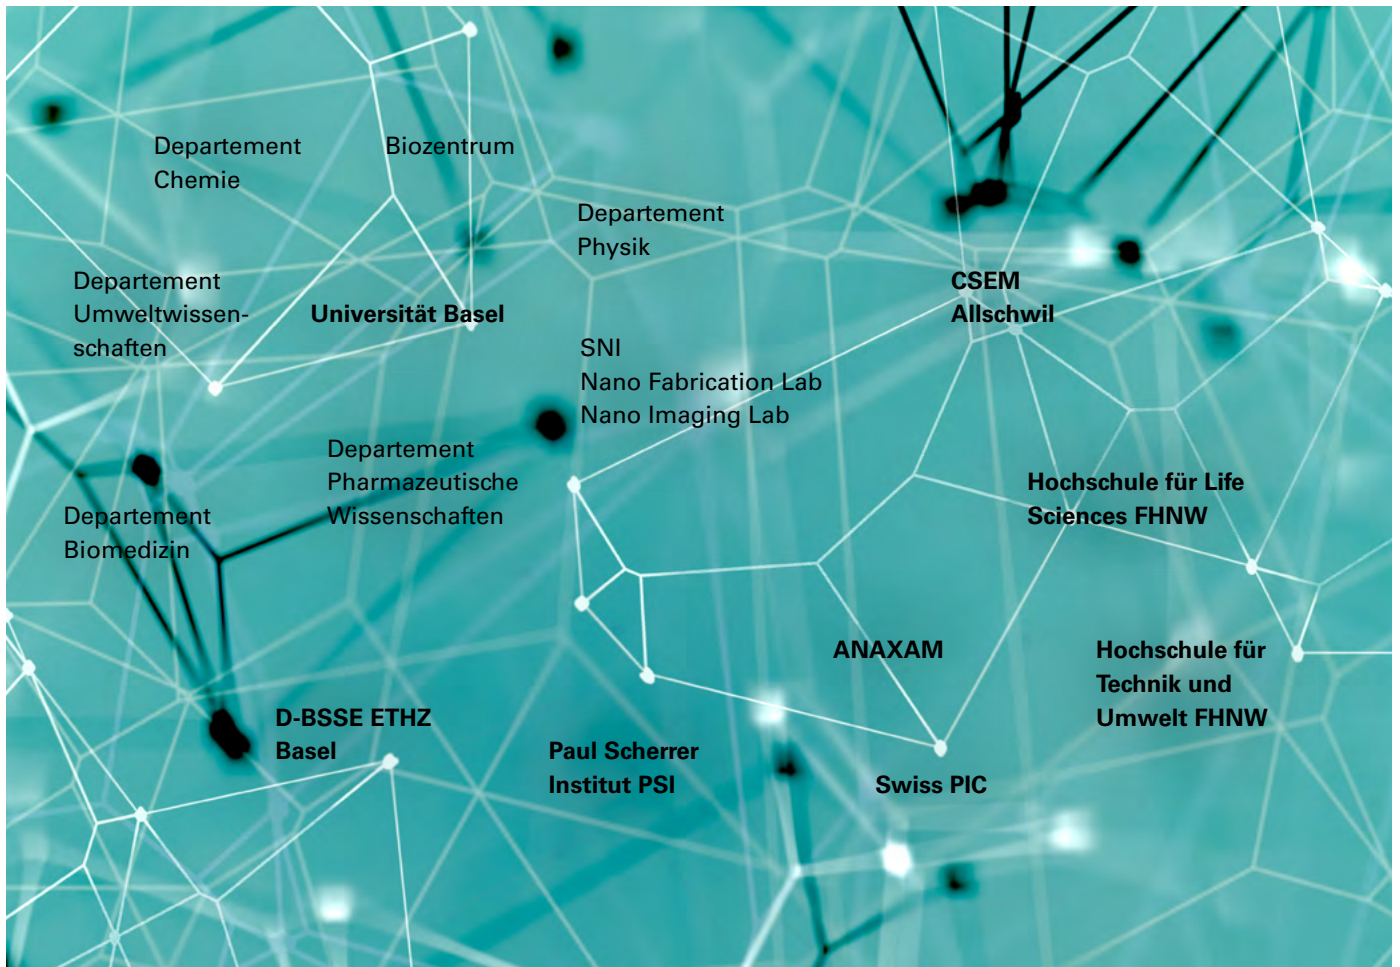 Departement
Chemie
Biozentrum
Departement
Physik
Departement
Umweltwissen-
schaften
Universität Basel
CSEM
Allschwil
SNI
Nano Fabrication Lab
Nano Imaging Lab
Departement
Pharmazeutische
Wissenschaften
Departement
Biomedizin
Hochschule für Life
Sciences FHNW
ANAXAM
Hochschule für
Technik und
Umwelt FHNW
D-BSSE ETHZ
Basel
Paul Scherrer
Institut PSI
Swiss PIC